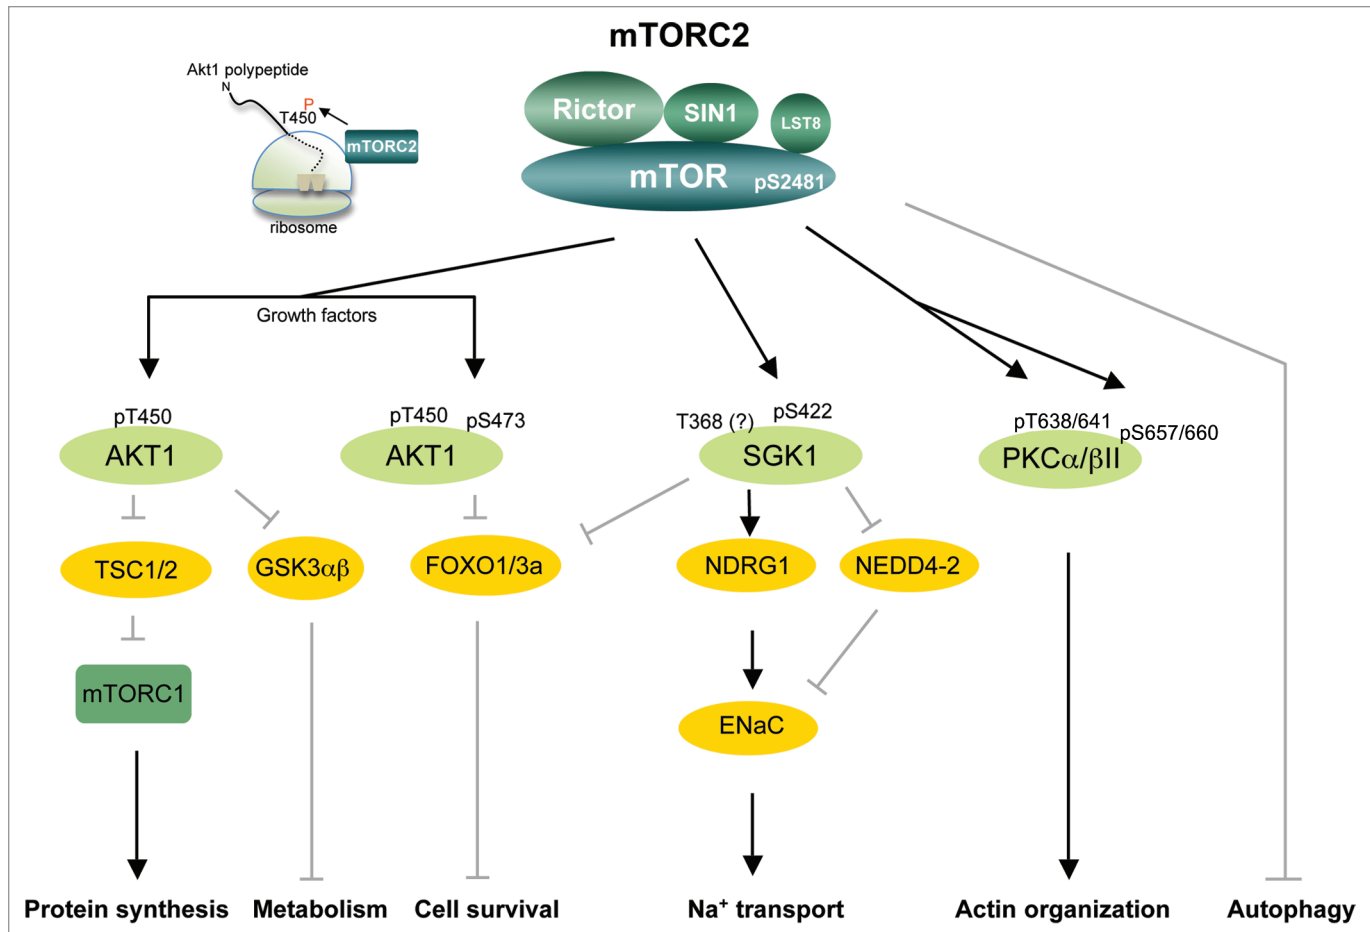 mTORC2
Akt1 polypeptide
N
P
T450
mTORC2
ribosome
Rictor
SIN1
LST8
mTOR
pS2481
Growth factors
pT450
AKT1
pT450
pS473
AKT1
T368 (?)
pS422
SGK1
pT638/641
pS657/660
PKCα/βII
TSC1/2
GSK3αβ
FOXO1/3a
NDRG1
NEDD4-2
mTORC1
ENaC
Protein synthesis
Metabolism
Cell survival
Na⁺ transport
Actin organization
Autophagy